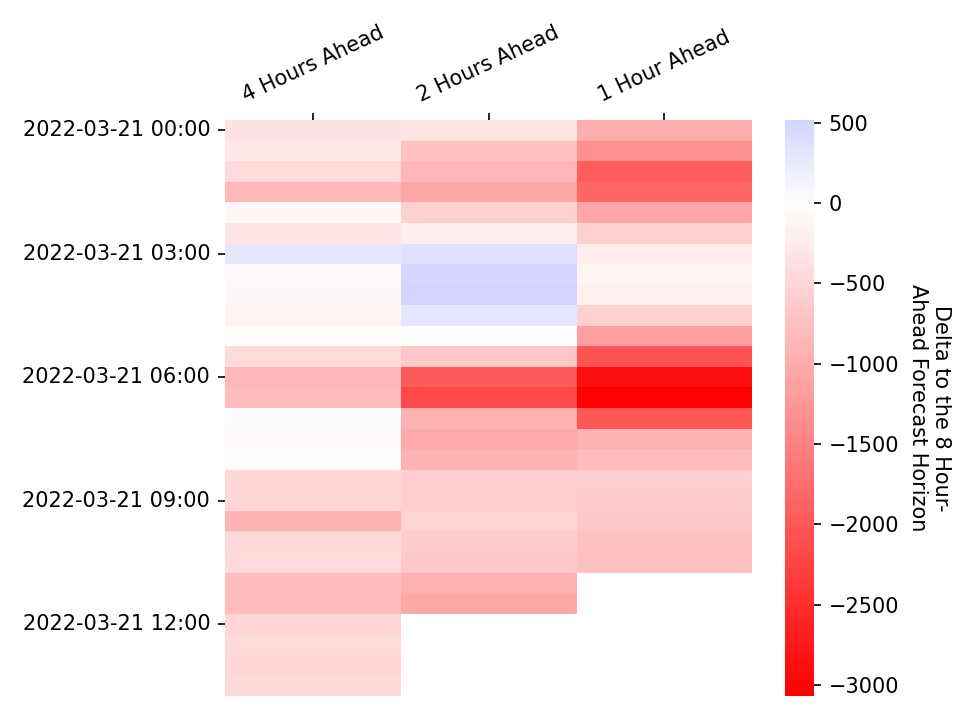 4 Hours Ahead
2 Hours Ahead
1 Hour Ahead
2022-03-21 00:00
2022-03-21 03:00
2022-03-21 06:00
2022-03-21 09:00
2022-03-21 12:00
500
0
−500
−1000
−1500
−2000
−2500
−3000
Delta to the 8 Hour-
Ahead Forecast Horizon